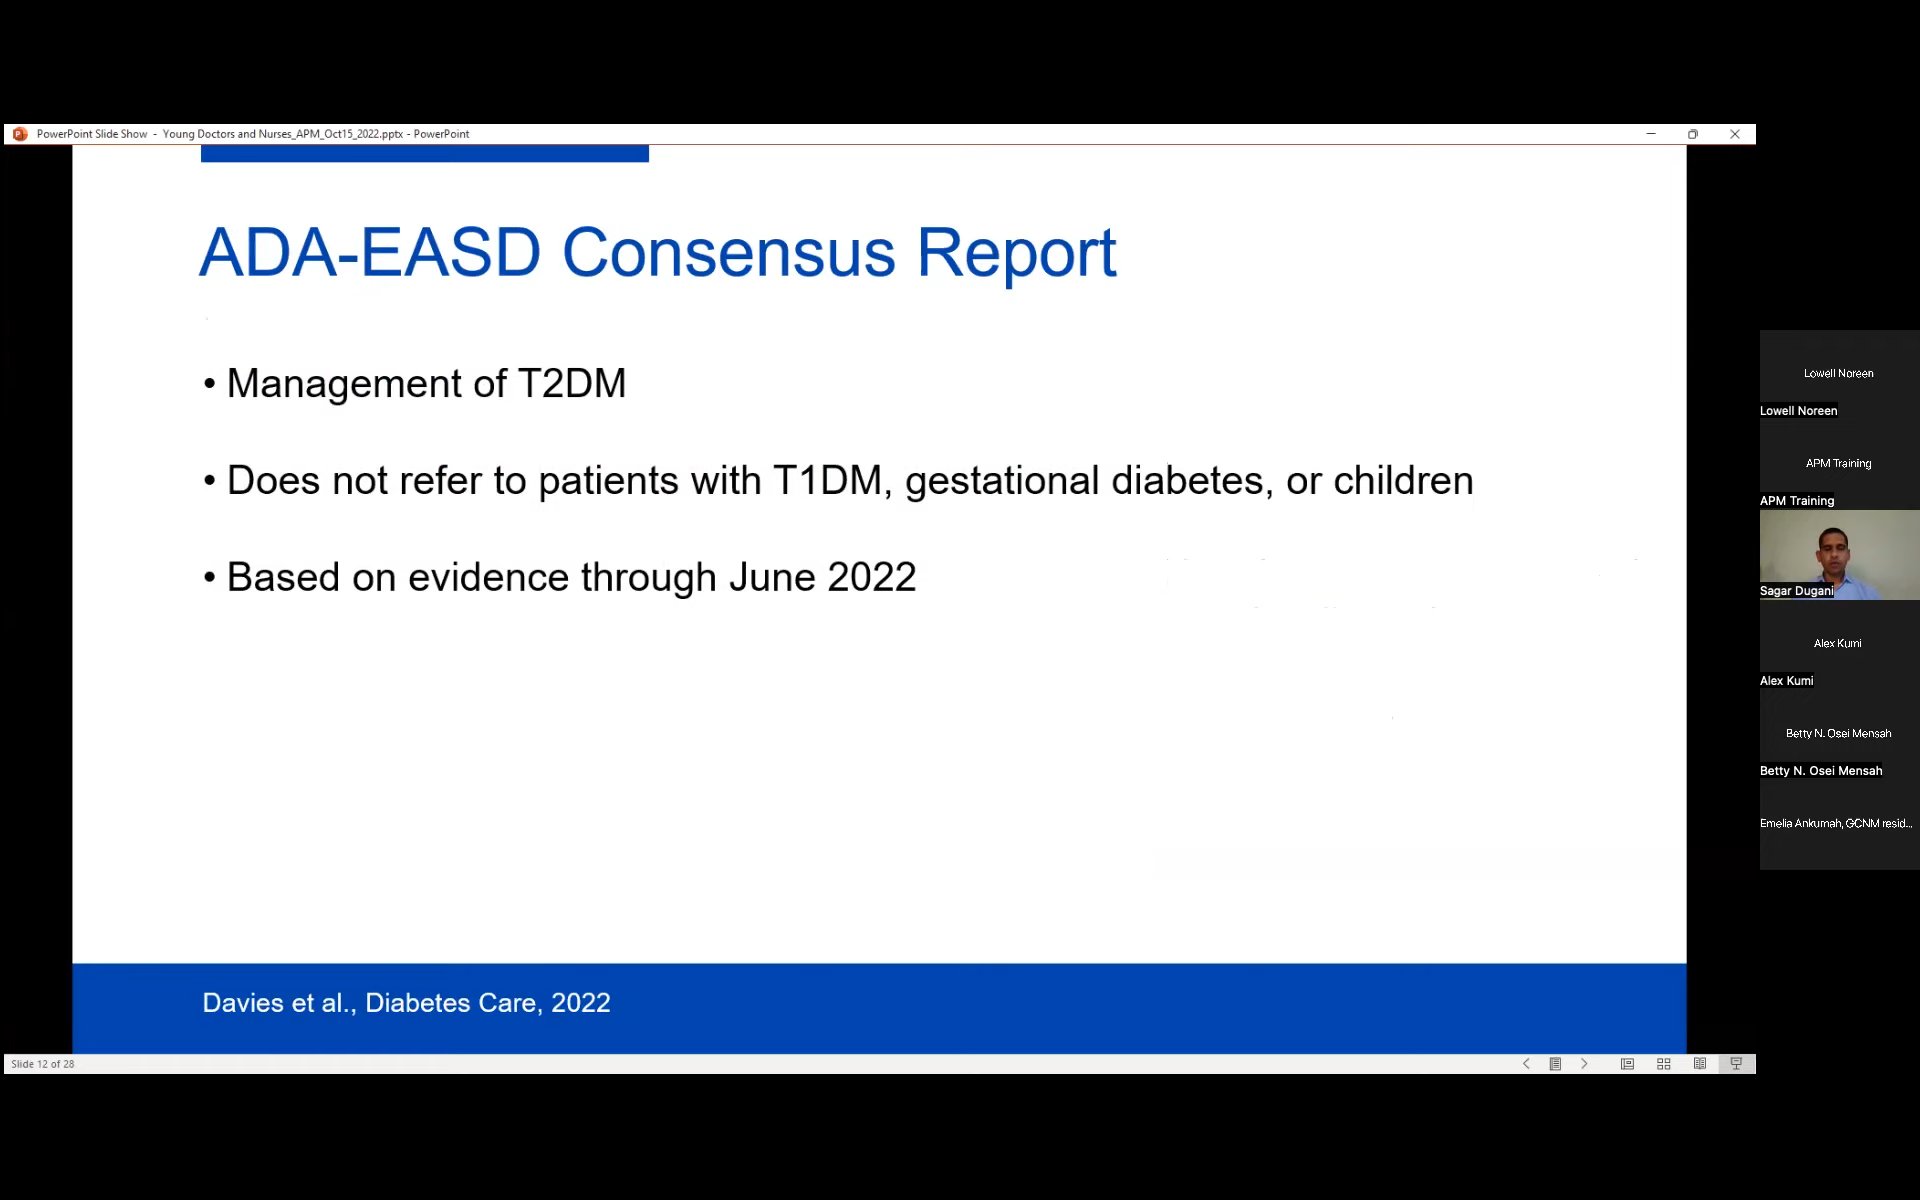 PowerPoint Slide Show - Young Doctors and Nurses_APM_Oct15_2022.pptx - PowerPoint
ADA-EASD Consensus Report
• Management of T2DM
• Does not refer to patients with T1DM, gestational diabetes, or children
• Based on evidence through June 2022
Davies et al., Diabetes Care, 2022
Slide 12 of 28
Lowell Noreen
Lowell Noreen
APM Training
APM Training
Sagar Dugani
Alex Kumi
Alex Kumi
Betty N. Osei Mensah
Betty N. Osei Mensah
Emelia Ankumah, GCNM resid...